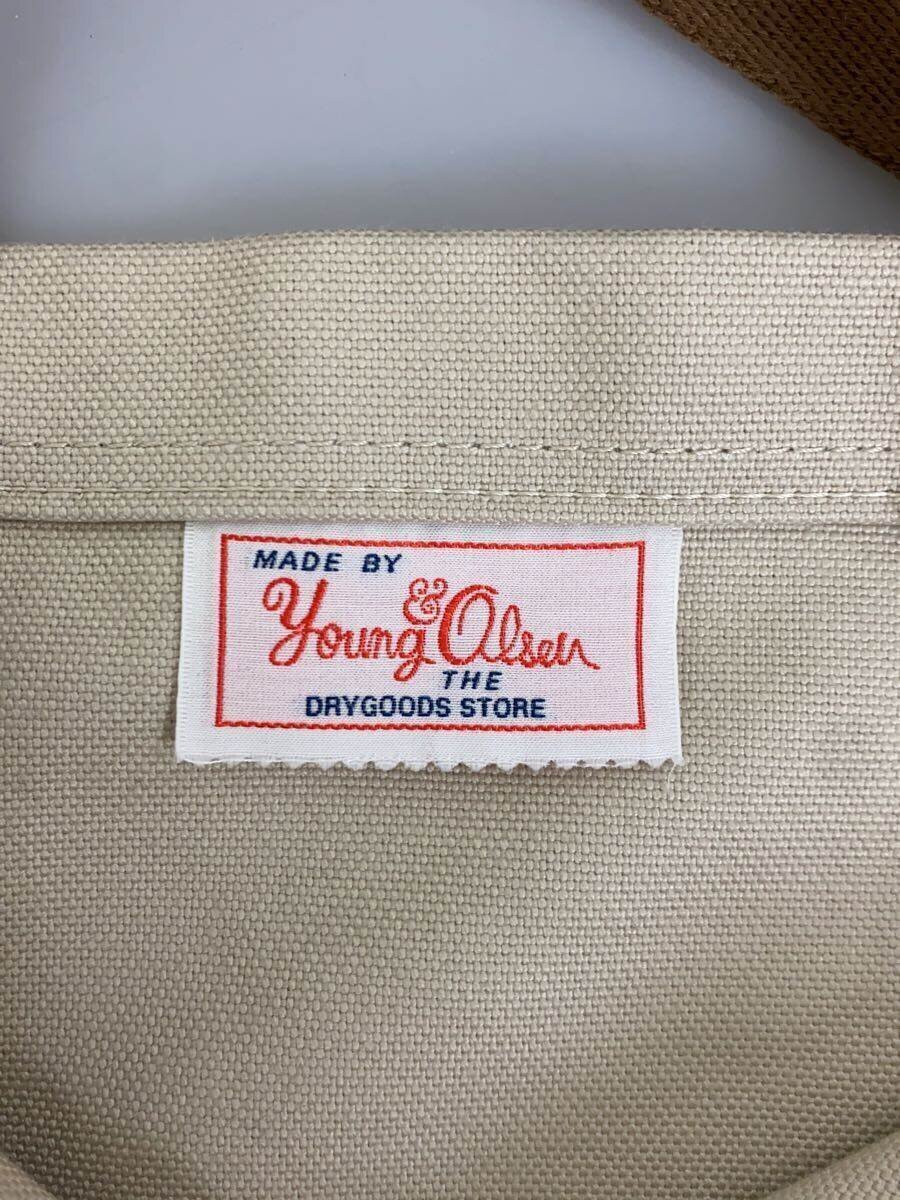 MADE BY
Young & Olsen
THE
DRYGOODS STORE